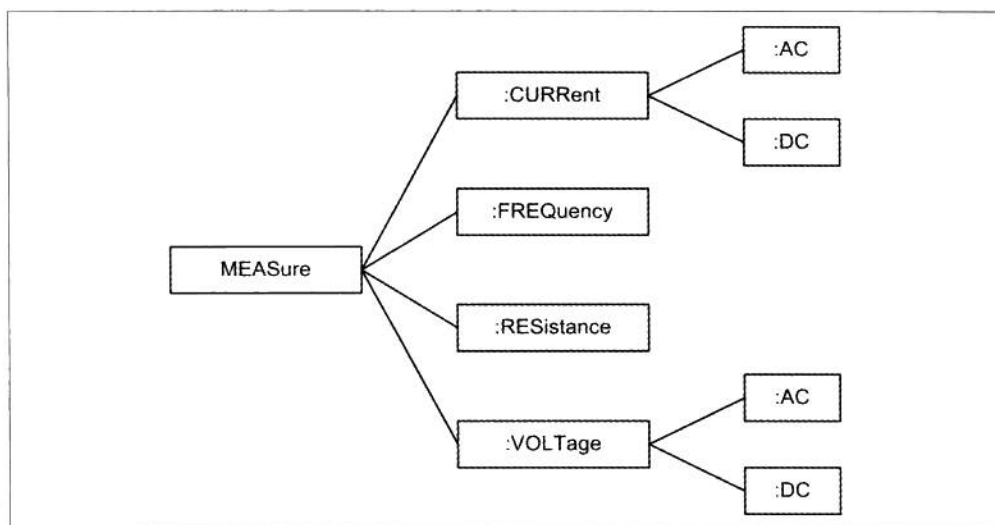 :AC
:CURRent
:DC
:FREQuency
MEASure
:RESistance
:AC
:VOLTage
:DC